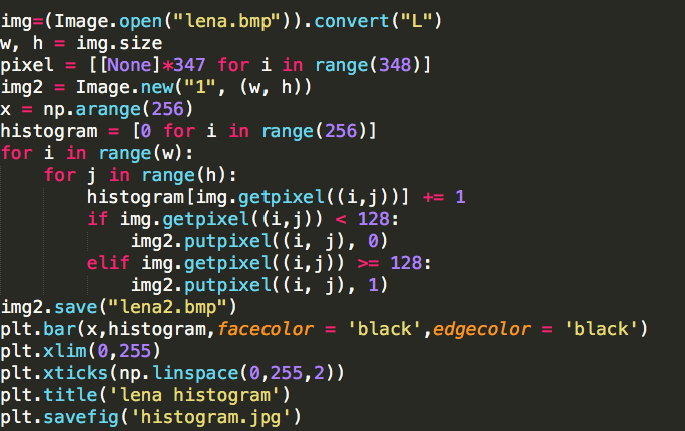 img=(Image.open("lena.bmp")).convert("L")
w, h = img.size
pixel = [[None]*347 for i in range(348)]
img2 = Image.new("1", (w, h))
x = np.arange(256)
histogram = [0 for i in range(256)]
for i in range(w):
    for j in range(h):
        histogram[img.getpixel((i,j))] += 1
        if img.getpixel((i,j)) < 128:
            img2.putpixel((i, j), 0)
        elif img.getpixel((i,j)) >= 128:
            img2.putpixel((i, j), 1)
img2.save("lena2.bmp")
plt.bar(x,histogram,facecolor = 'black',edgecolor = 'black')
plt.xlim(0,255)
plt.xticks(np.linspace(0,255,2))
plt.title('lena histogram')
plt.savefig('histogram.jpg')